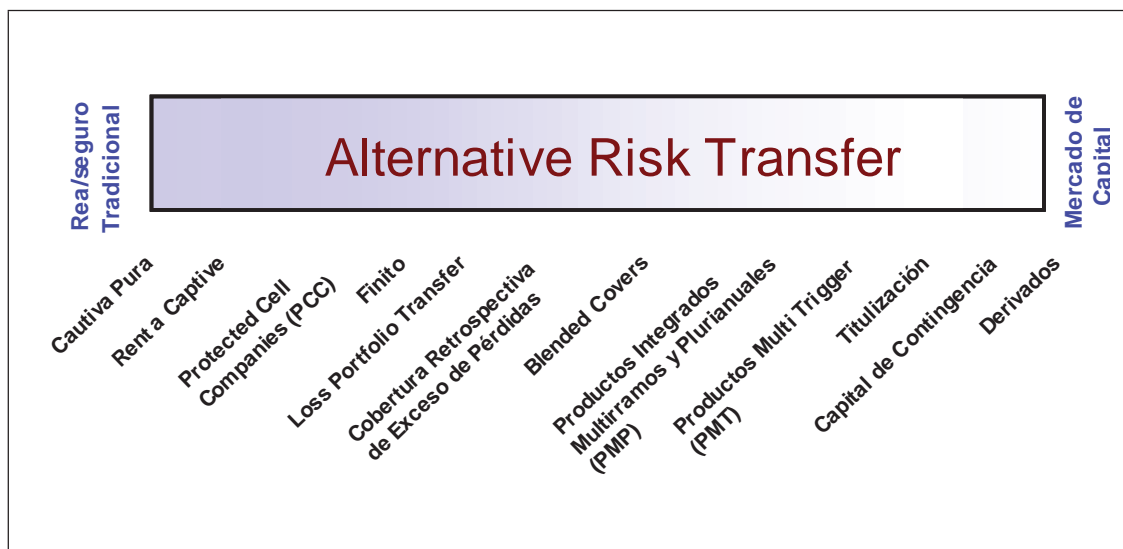 Rea/seguro
Tradicional
Alternative Risk Transfer
Mercado de
Capital
Cautiva Pura
Rent a Captive
Protected Cell
Companies (PCC)
Finito
Loss Portfolio Transfer
Cobertura Retrospectiva
de Exceso de Pérdidas
Blended Covers
Productos Integrados
Multirramos y Plurianuales
(PMP)
Productos Multi Trigger
(PMT)
Titulización
Capital de Contingencia
Derivados